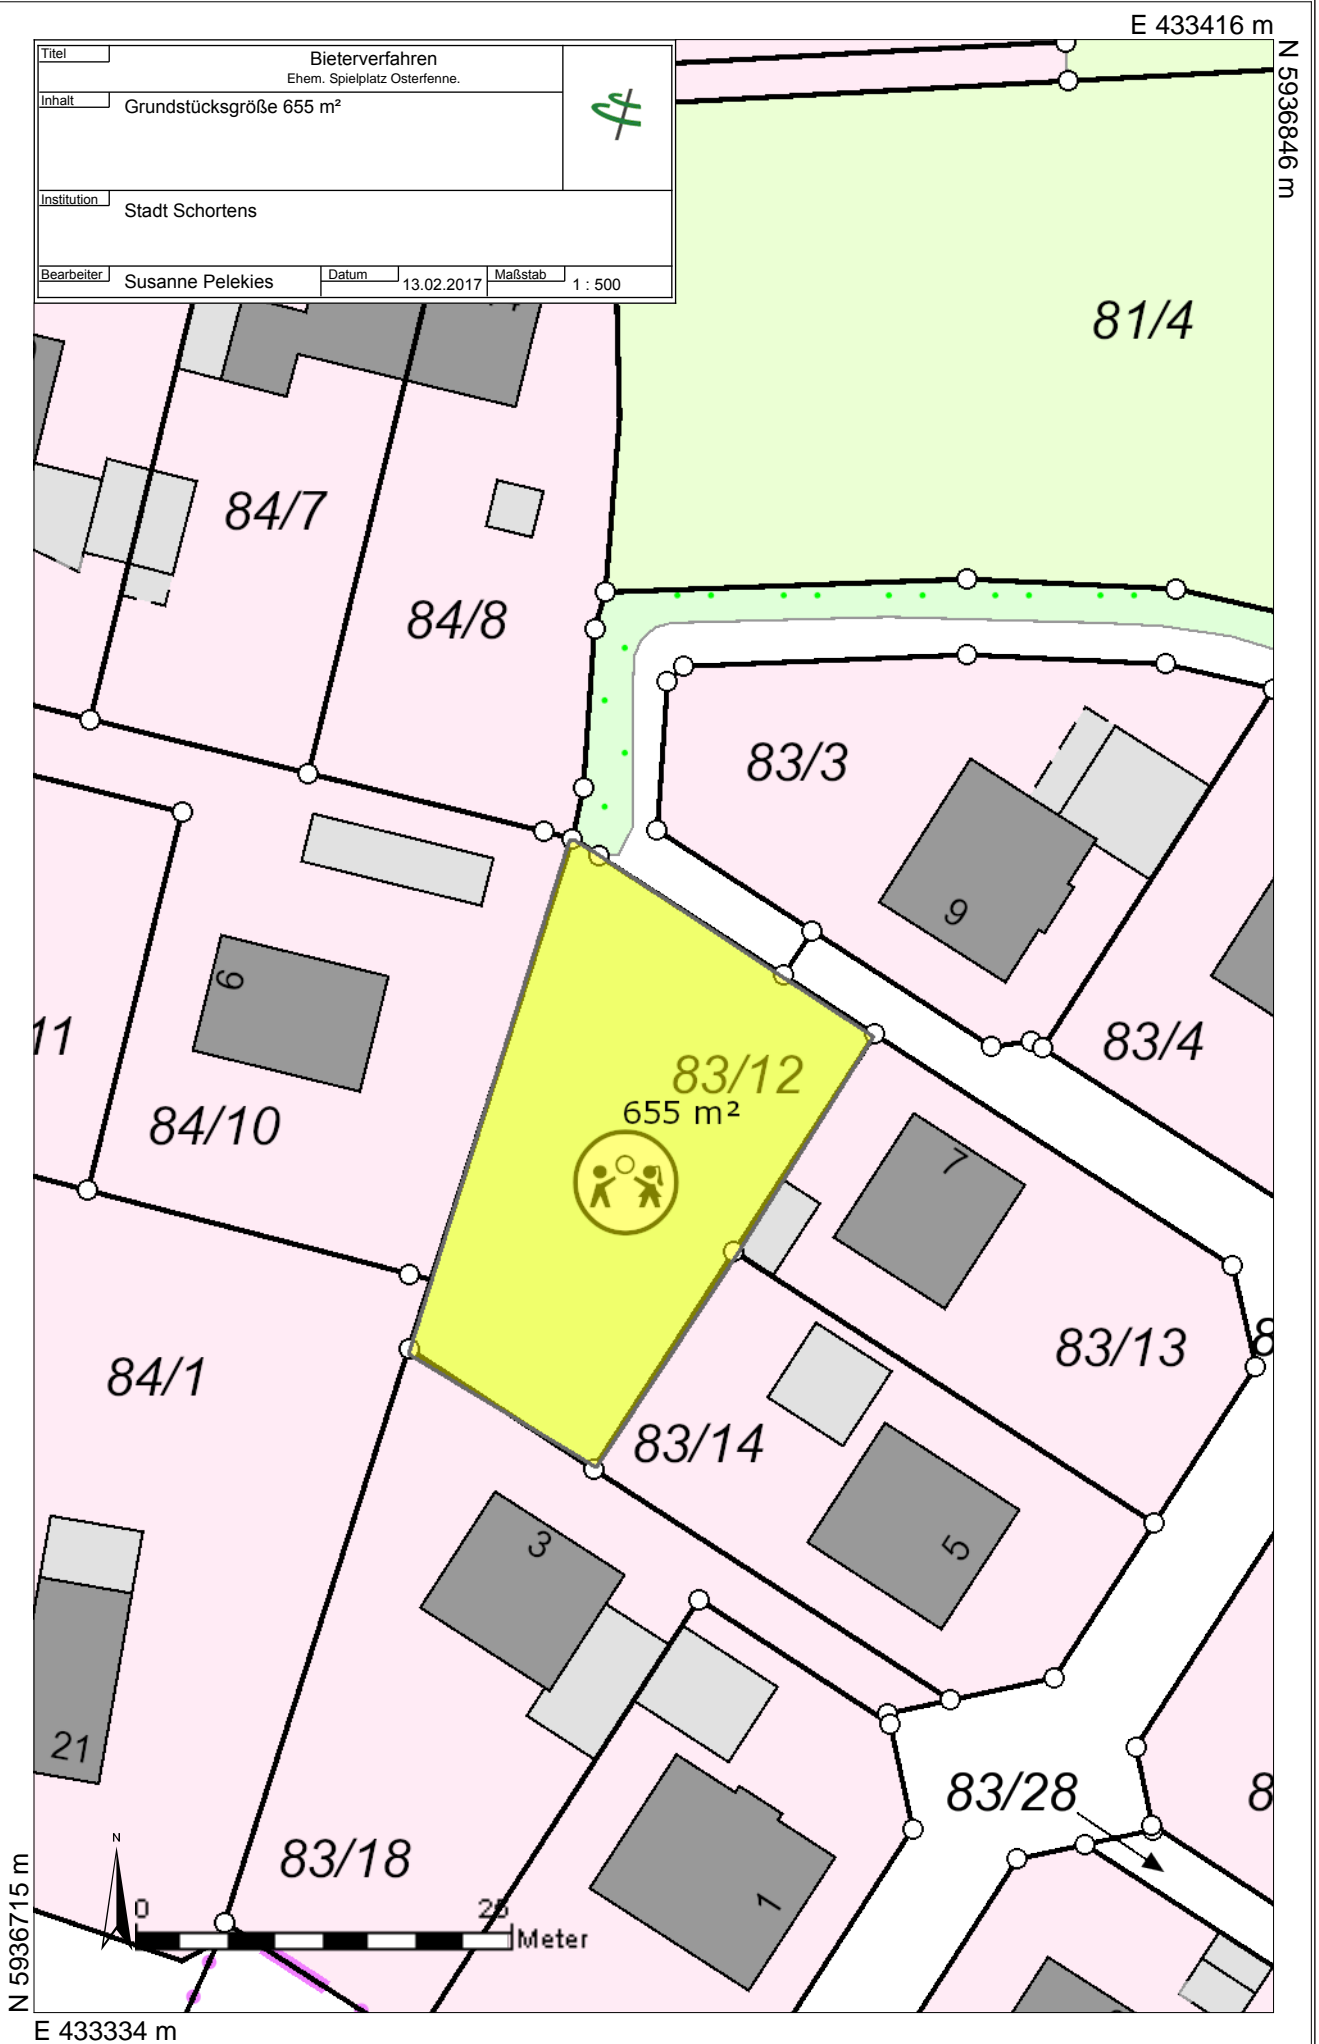 E 433416 m
N 5936846 m
Titel
Bieterverfahren
Ehem. Spielplatz Osterfenne.
Inhalt
Grundstücksgröße 655 m²
Institution
Stadt Schortens
Bearbeiter
Susanne Pelekies
Datum
13.02.2017
Maßstab
1 : 500
81/4
84/7
84/8
83/3
9
6
11
83/4
83/12
655 m²
84/10
7
83/13
8
84/1
83/14
3
5
21
83/28
8
83/18
1
N
0
25
Meter
N 5936715 m
E 433334 m